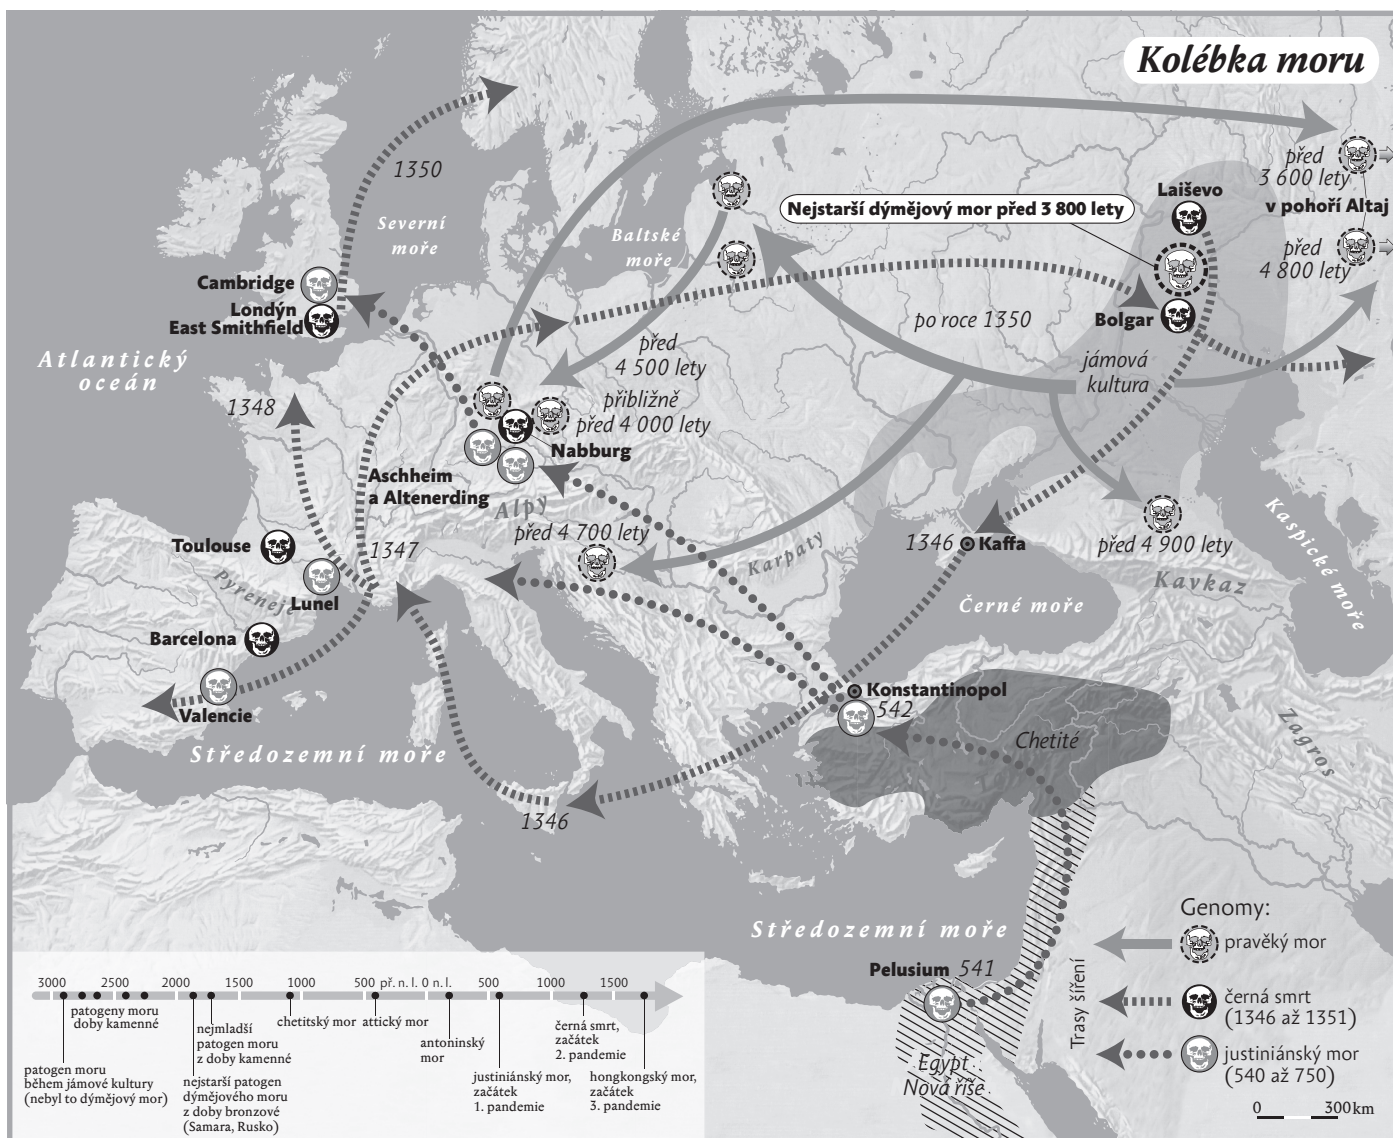 Kolébka moru
1350
Severní
moře
Baltské
moře
Nejstarší dýmějový mor před 3 800 lety
Laiševo
před
3 600 lety
v pohoří Altaj
před
4 800 lety
Cambridge
Londýn
East Smithfield
Bolgar
po roce 1350
jámová
kultura
Atlantický
oceán
1348
před
4 500 lety
přibližně
před 4 000 lety
Nabburg
Aschheim
a Altenerding
Alpy
před 4 700 lety
Karpaty
1346
Kaffa
před 4 900 lety
Kavkaz
Kaspické moře
Toulouse
1347
Pyreneje
Lunel
Černé moře
Barcelona
Valencie
Konstantinopol
542
Chetité
Zagros
Středozemní moře
1346
Středozemní moře
Pelusium 541
Egypt
Nová říše
Genomy:
pravěký mor
Trasy šíření
černá smrt
(1346 až 1351)
justiniánský mor
(540 až 750)
0 300 km
3000 2500 2000 1500 1000 500 př. n. l. 0 n. l. 500 1000 1500
patogeny moru
doby kamenné
nejmladší
patogen moru
z doby kamenné
chetitský mor
attický mor
antoninský
mor
černá smrt,
začátek
2. pandemie
patogen moru
během jámové kultury
(nebyl to dýmějový mor)
nejstarší patogen
dýmějového moru
z doby bronzové
(Samara, Rusko)
justiniánský mor,
začátek
1. pandemie
hongkongský mor,
začátek
3. pandemie